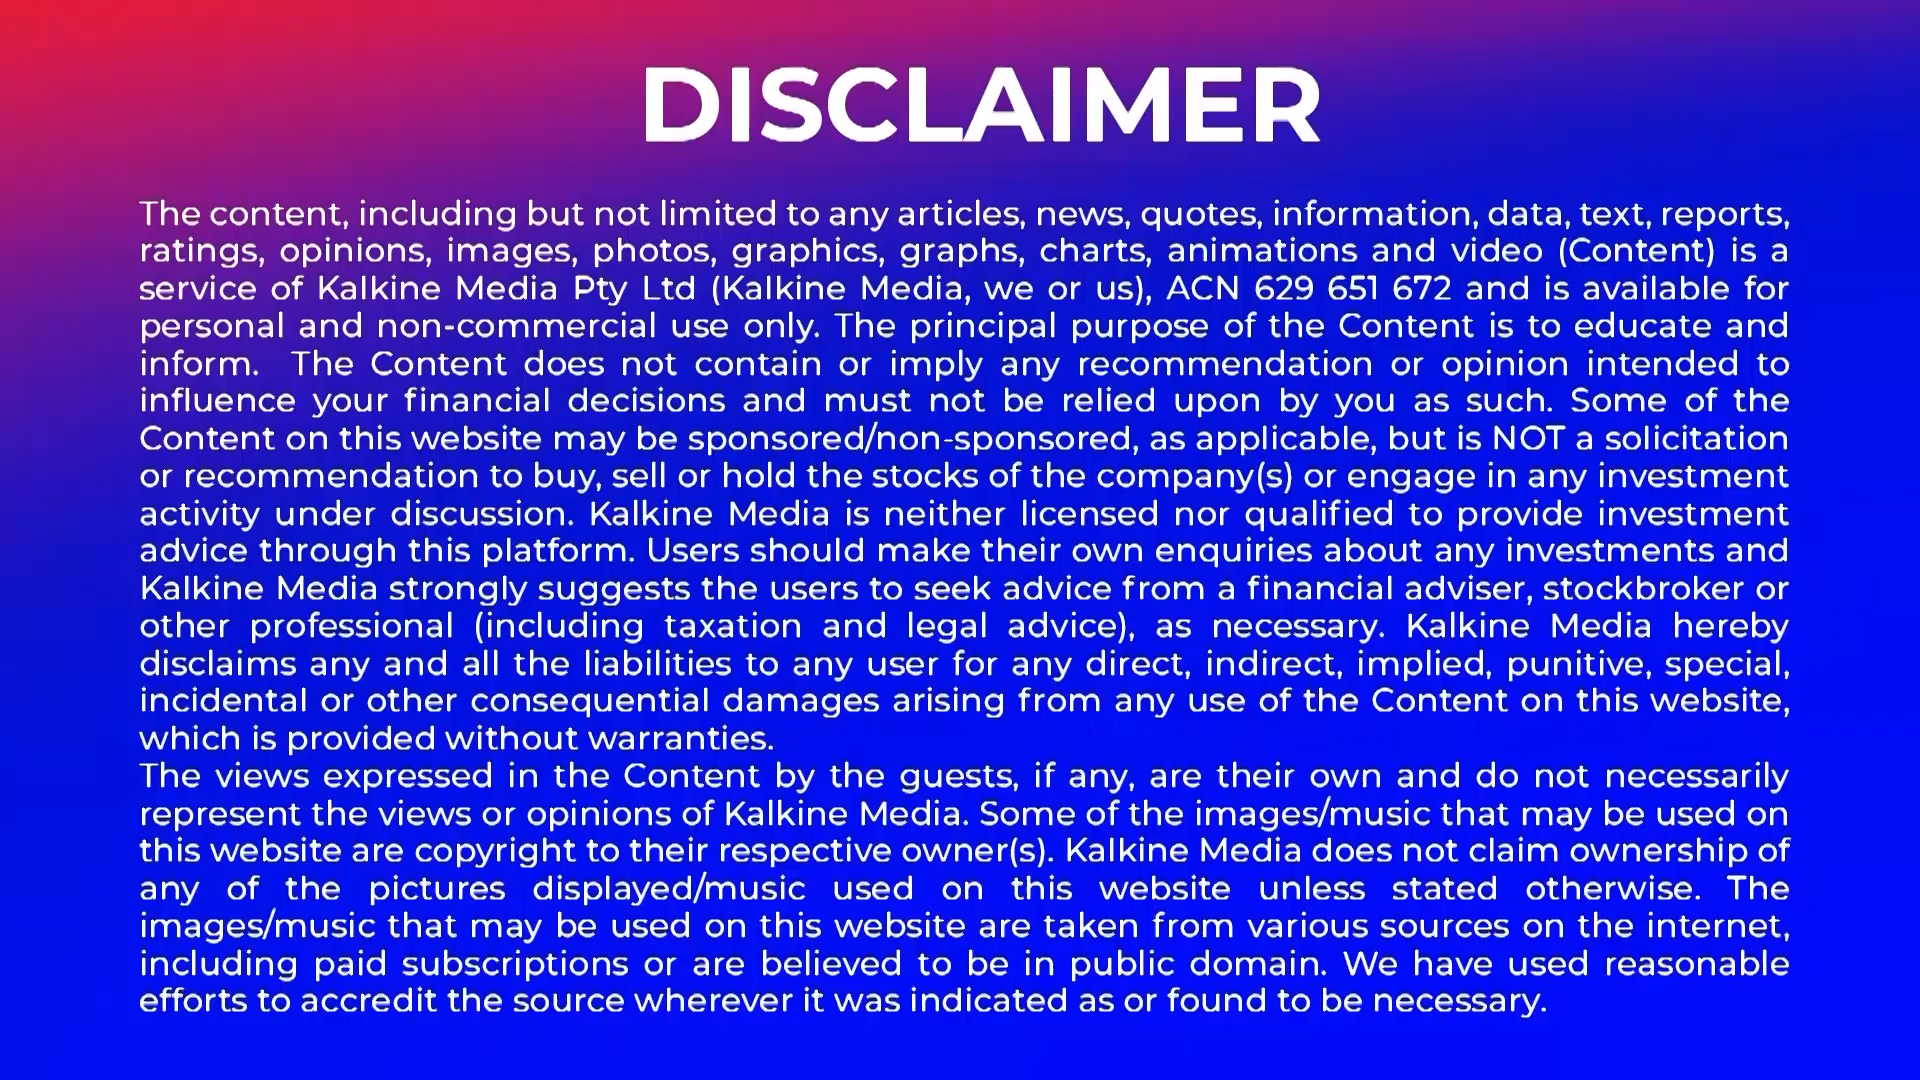 DISCLAIMER
The content, including but not limited to any articles, news, quotes, information, data, text, reports,
ratings, opinions, images, photos, graphics, graphs, charts, animations and video (Content) is a
service of Kalkine Media Pty Ltd (Kalkine Media, we or us), ACN 629 651 672 and is available for
personal and non-commercial use only. The principal purpose of the Content is to educate and
inform. The Content does not contain or imply any recommendation or opinion intended to
influence your financial decisions and must not be relied upon by you as such. Some of the
Content on this website may be sponsored/non-sponsored, as applicable, but is NOT a solicitation
or recommendation to buy, sell or hold the stocks of the company(s) or engage in any investment
activity under discussion. Kalkine Media is neither licensed nor qualified to provide investment
advice through this platform. Users should make their own enquiries about any investments and
Kalkine Media strongly suggests the users to seek advice from a financial adviser, stockbroker or
other professional (including taxation and legal advice), as necessary. Kalkine Media hereby
disclaims any and all the liabilities to any user for any direct, indirect, implied, punitive, special,
incidental or other consequential damages arising from any use of the Content on this website,
which is provided without warranties.
The views expressed in the Content by the guests, if any, are their own and do not necessarily
represent the views or opinions of Kalkine Media. Some of the images/music that may be used on
this website are copyright to their respective owner(s). Kalkine Media does not claim ownership of
any of the pictures displayed/music used on this website unless stated otherwise. The
images/music that may be used on this website are taken from various sources on the internet,
including paid subscriptions or are believed to be in public domain. We have used reasonable
efforts to accredit the source wherever it was indicated as or found to be necessary.